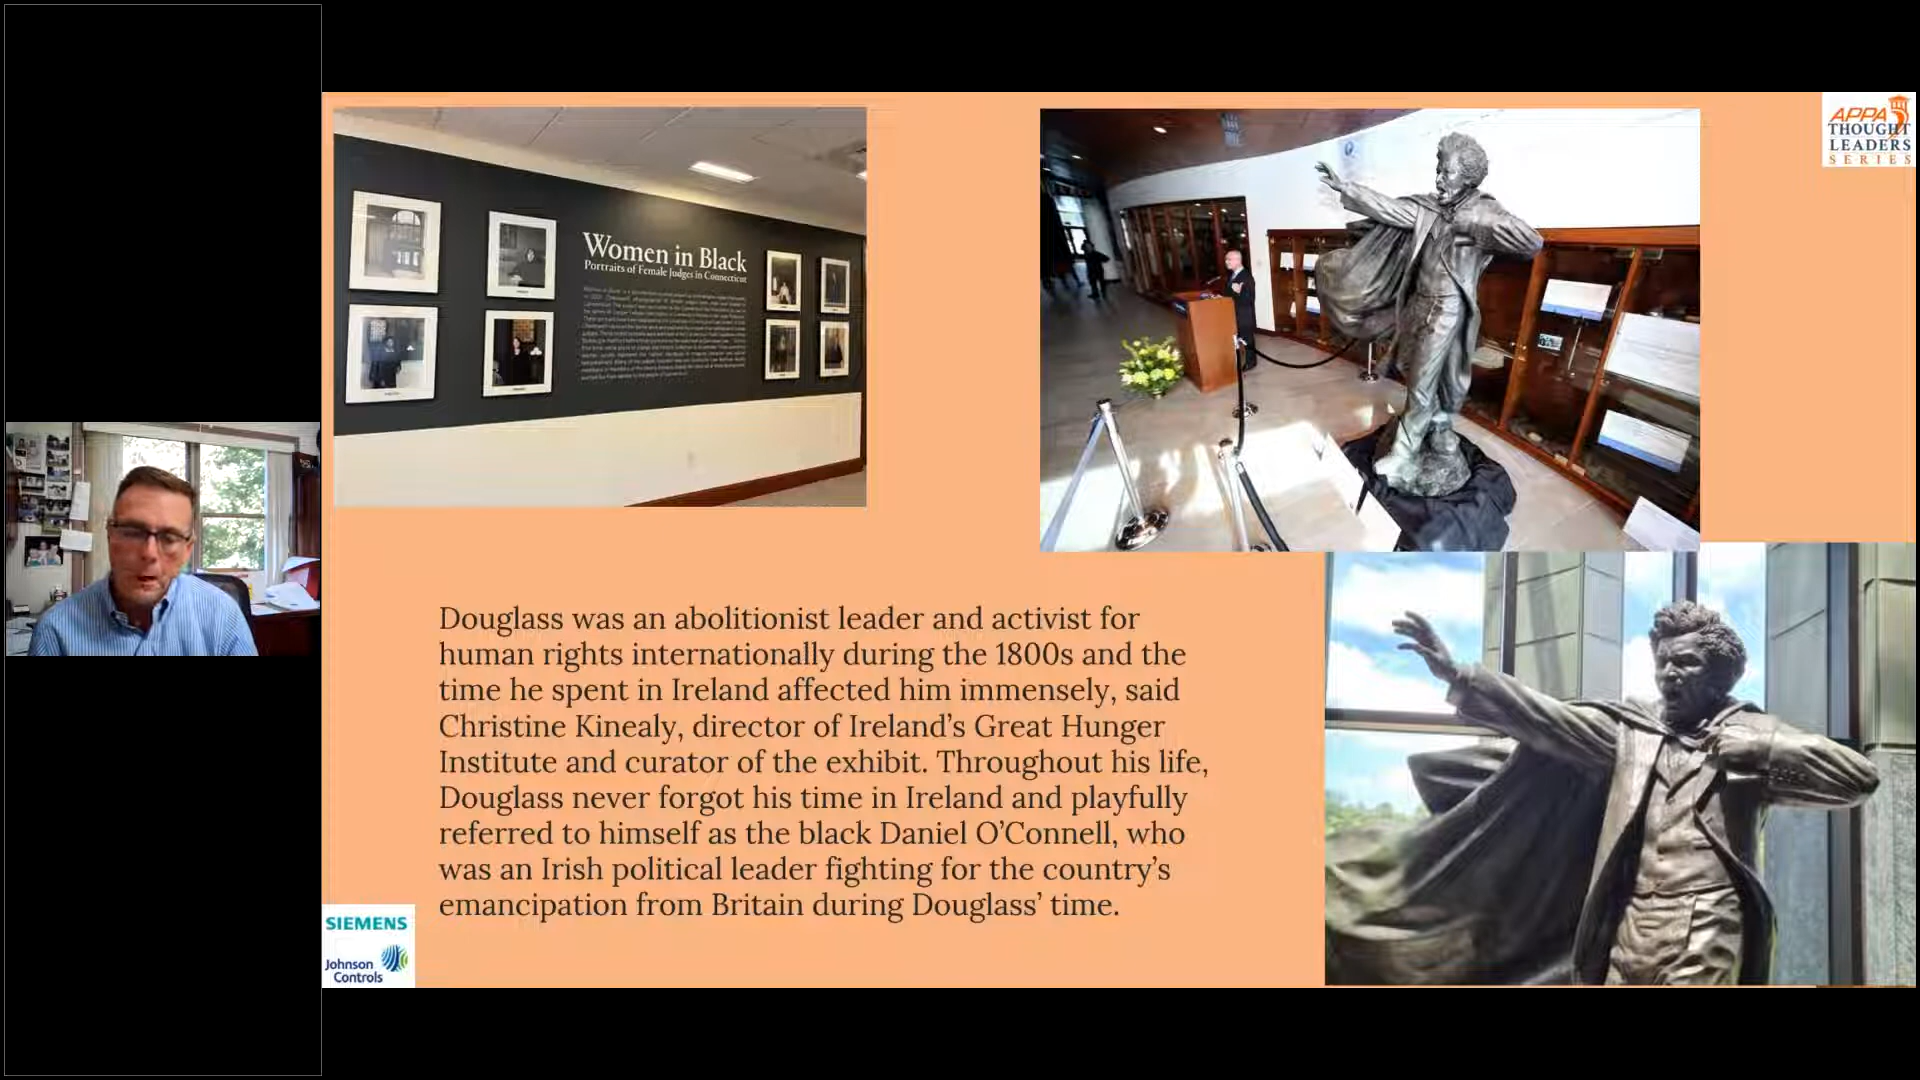 Women in Black
Portraits of Female Judges in Connecticut
APPA
THOUGHT
LEADERS
SERIES
Douglass was an abolitionist leader and activist for
human rights internationally during the 1800s and the
time he spent in Ireland affected him immensely, said
Christine Kinealy, director of Ireland’s Great Hunger
Institute and curator of the exhibit. Throughout his life,
Douglass never forgot his time in Ireland and playfully
referred to himself as the black Daniel O’Connell, who
was an Irish political leader fighting for the country’s
emancipation from Britain during Douglass’ time.
SIEMENS
Johnson
Controls